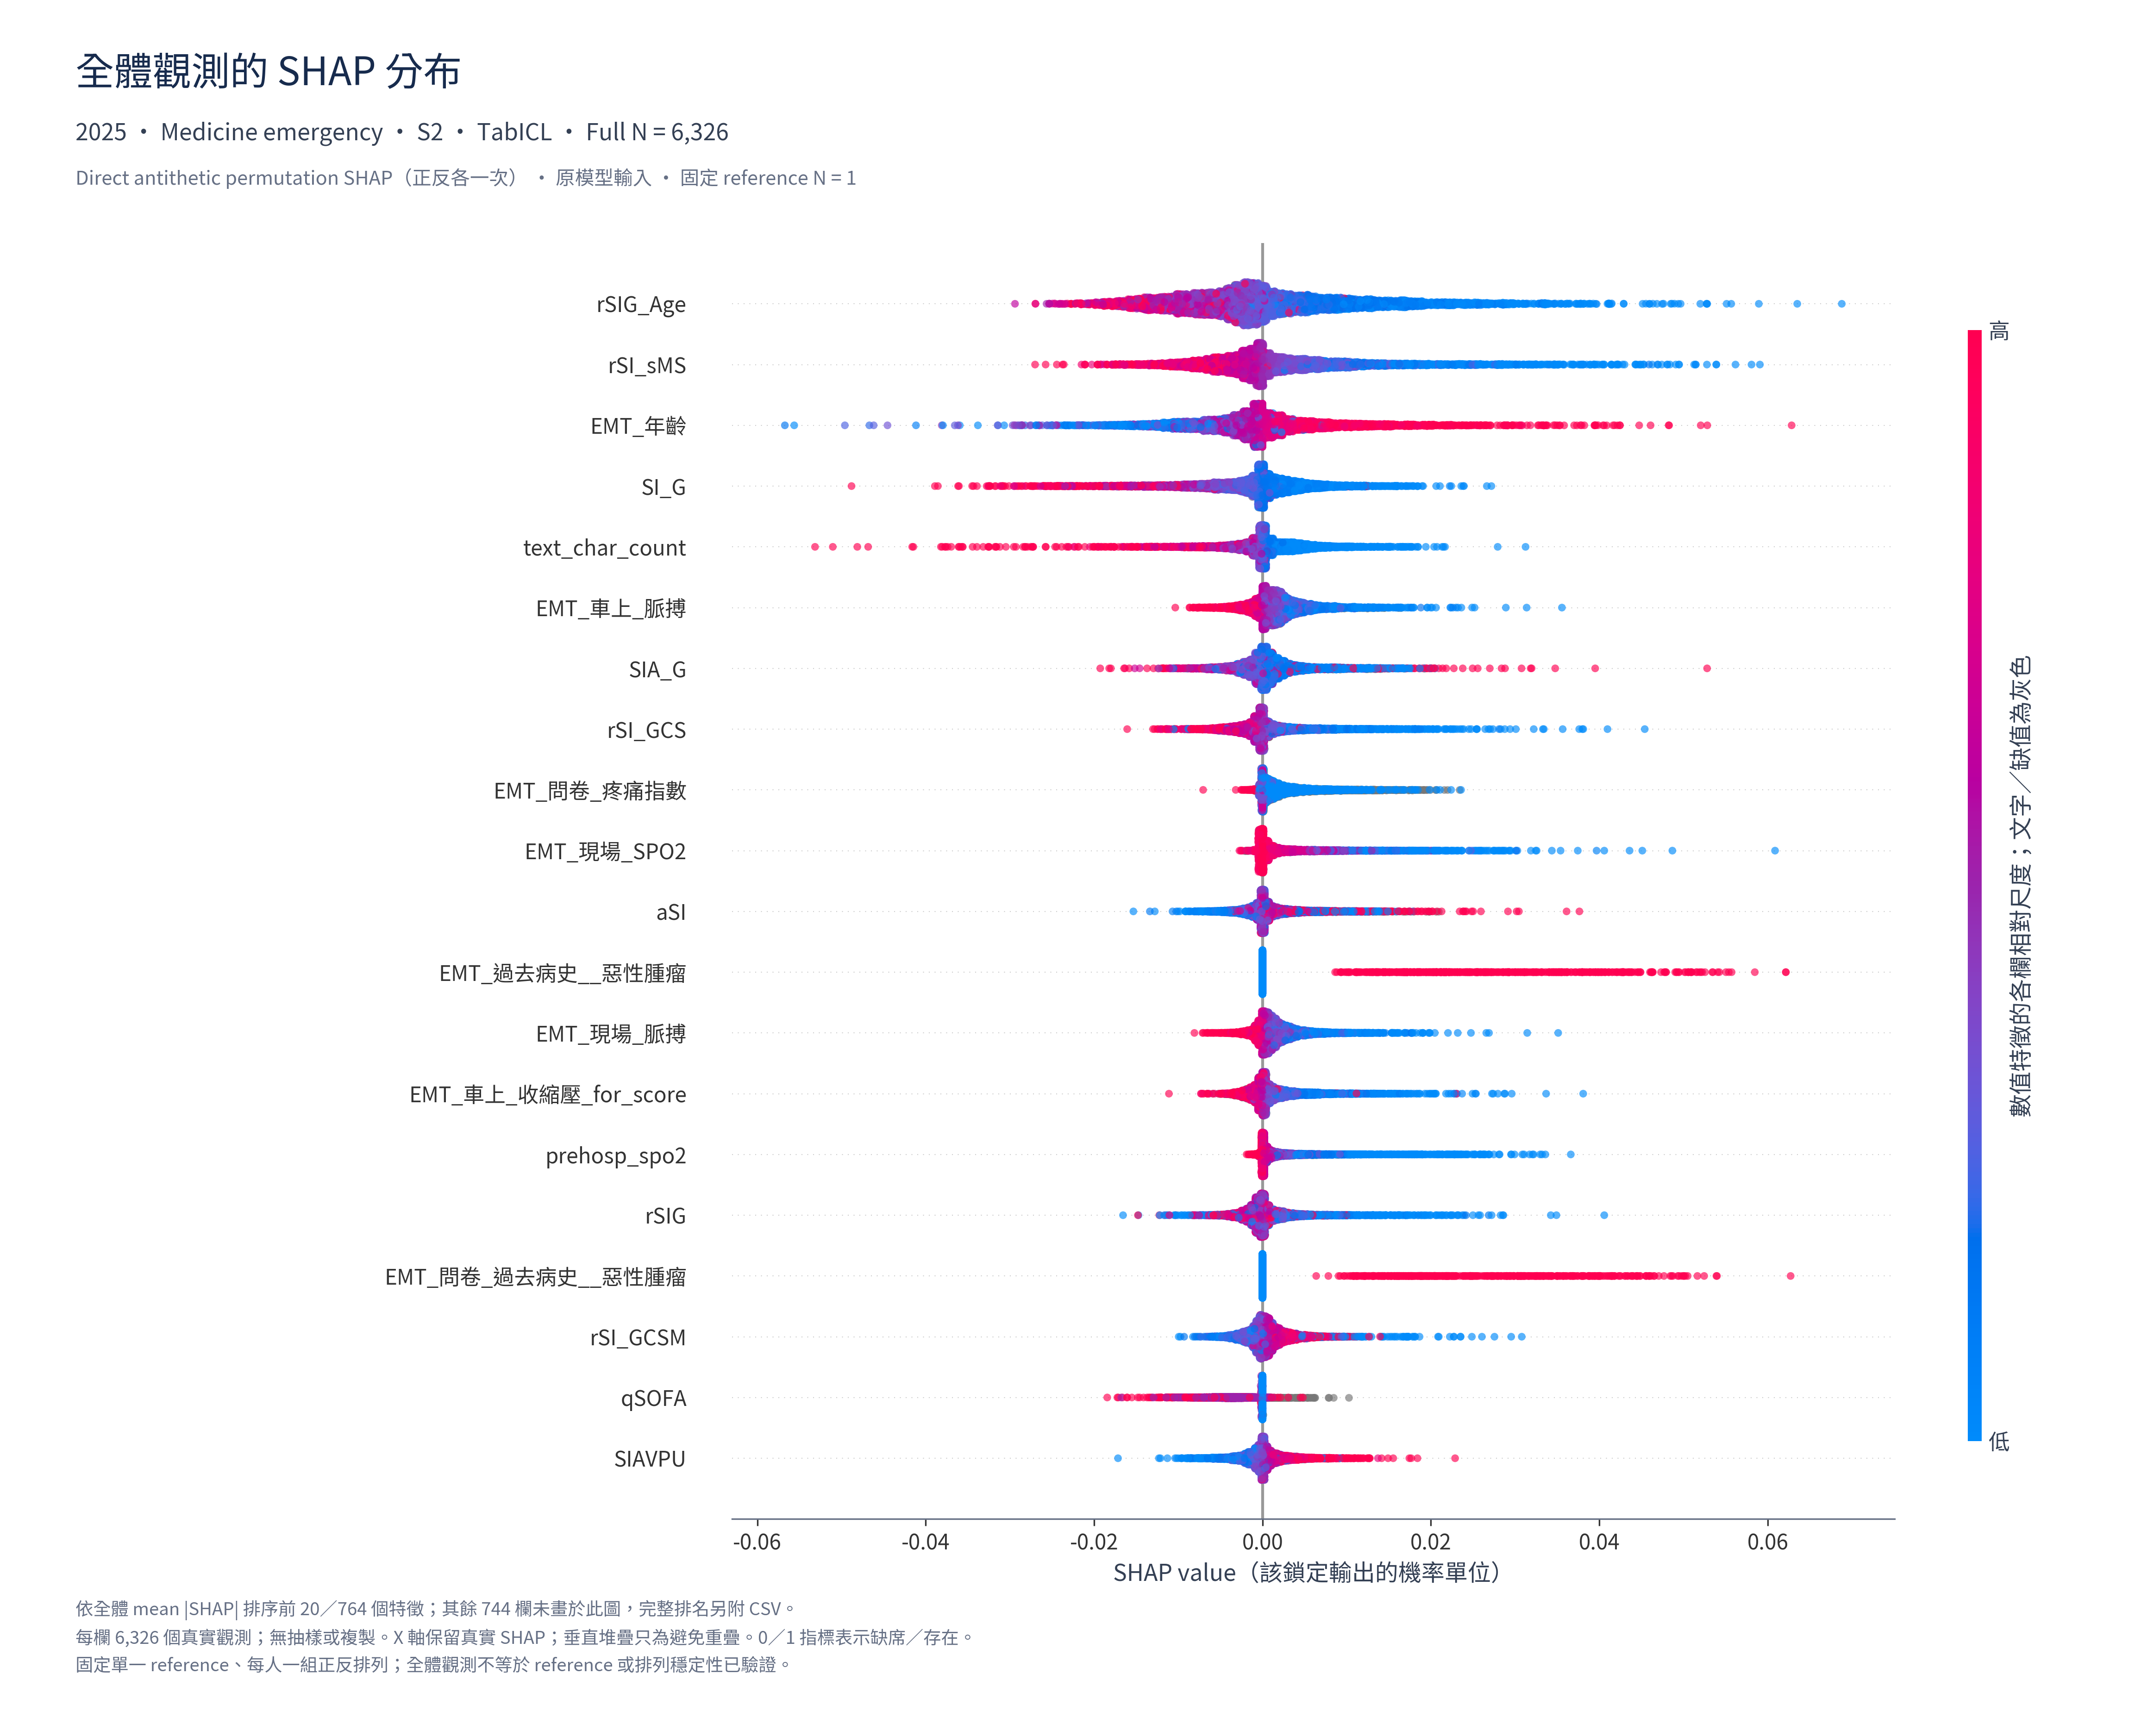 全體觀測的 SHAP 分布
2025 • Medicine emergency • S2 • TabICL • Full N = 6,326
Direct antithetic permutation SHAP（正反各一次） • 原模型輸入 • 固定 reference N = 1
rSIG_Age
rSI_sMS
EMT_年齡
SI_G
text_char_count
EMT_車上_脈搏
SIA_G
rSI_GCS
EMT_問卷_疼痛指數
EMT_現場_SPO2
aSI
EMT_過去病史__惡性腫瘤
EMT_現場_脈搏
EMT_車上_收縮壓_for_score
prehosp_spo2
rSIG
EMT_問卷_過去病史__惡性腫瘤
rSI_GCSM
qSOFA
SIAVPU
-0.06 -0.04 -0.02 0.00 0.02 0.04 0.06
SHAP value（該鎖定輸出的機率單位）
高
數值特徵的各欄相對尺度；文字／缺值為灰色
低
依全體 mean |SHAP| 排序前 20／764 個特徵；其餘 744 欄未畫於此圖，完整排名另附 CSV。
每欄 6,326 個真實觀測；無抽樣或複製。X 軸保留真實 SHAP；垂直堆疊只為避免重疊。0／1 指標表示缺席／存在。
固定單一 reference、每人一組正反排列；全體觀測不等於 reference 或排列穩定性已驗證。